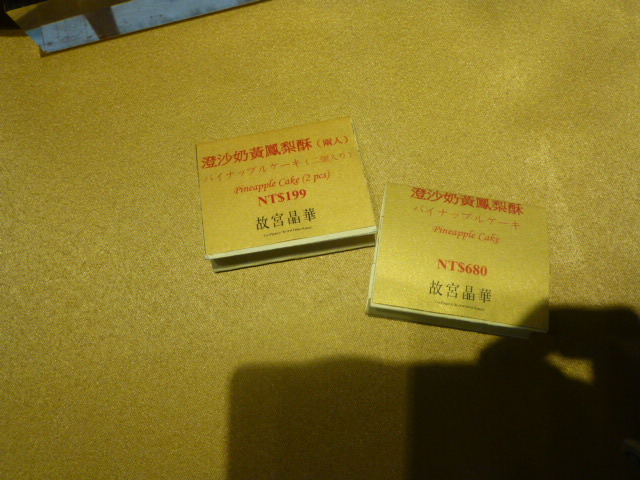 澄沙奶黃鳳梨酥（兩入）
パイナップルケーキ（二個入り）
Pineapple Cake (2 pcs)
NT$199
故宮晶華
澄沙奶黃鳳梨酥
パイナップルケーキ
Pineapple Cake
NT$680
故宮晶華